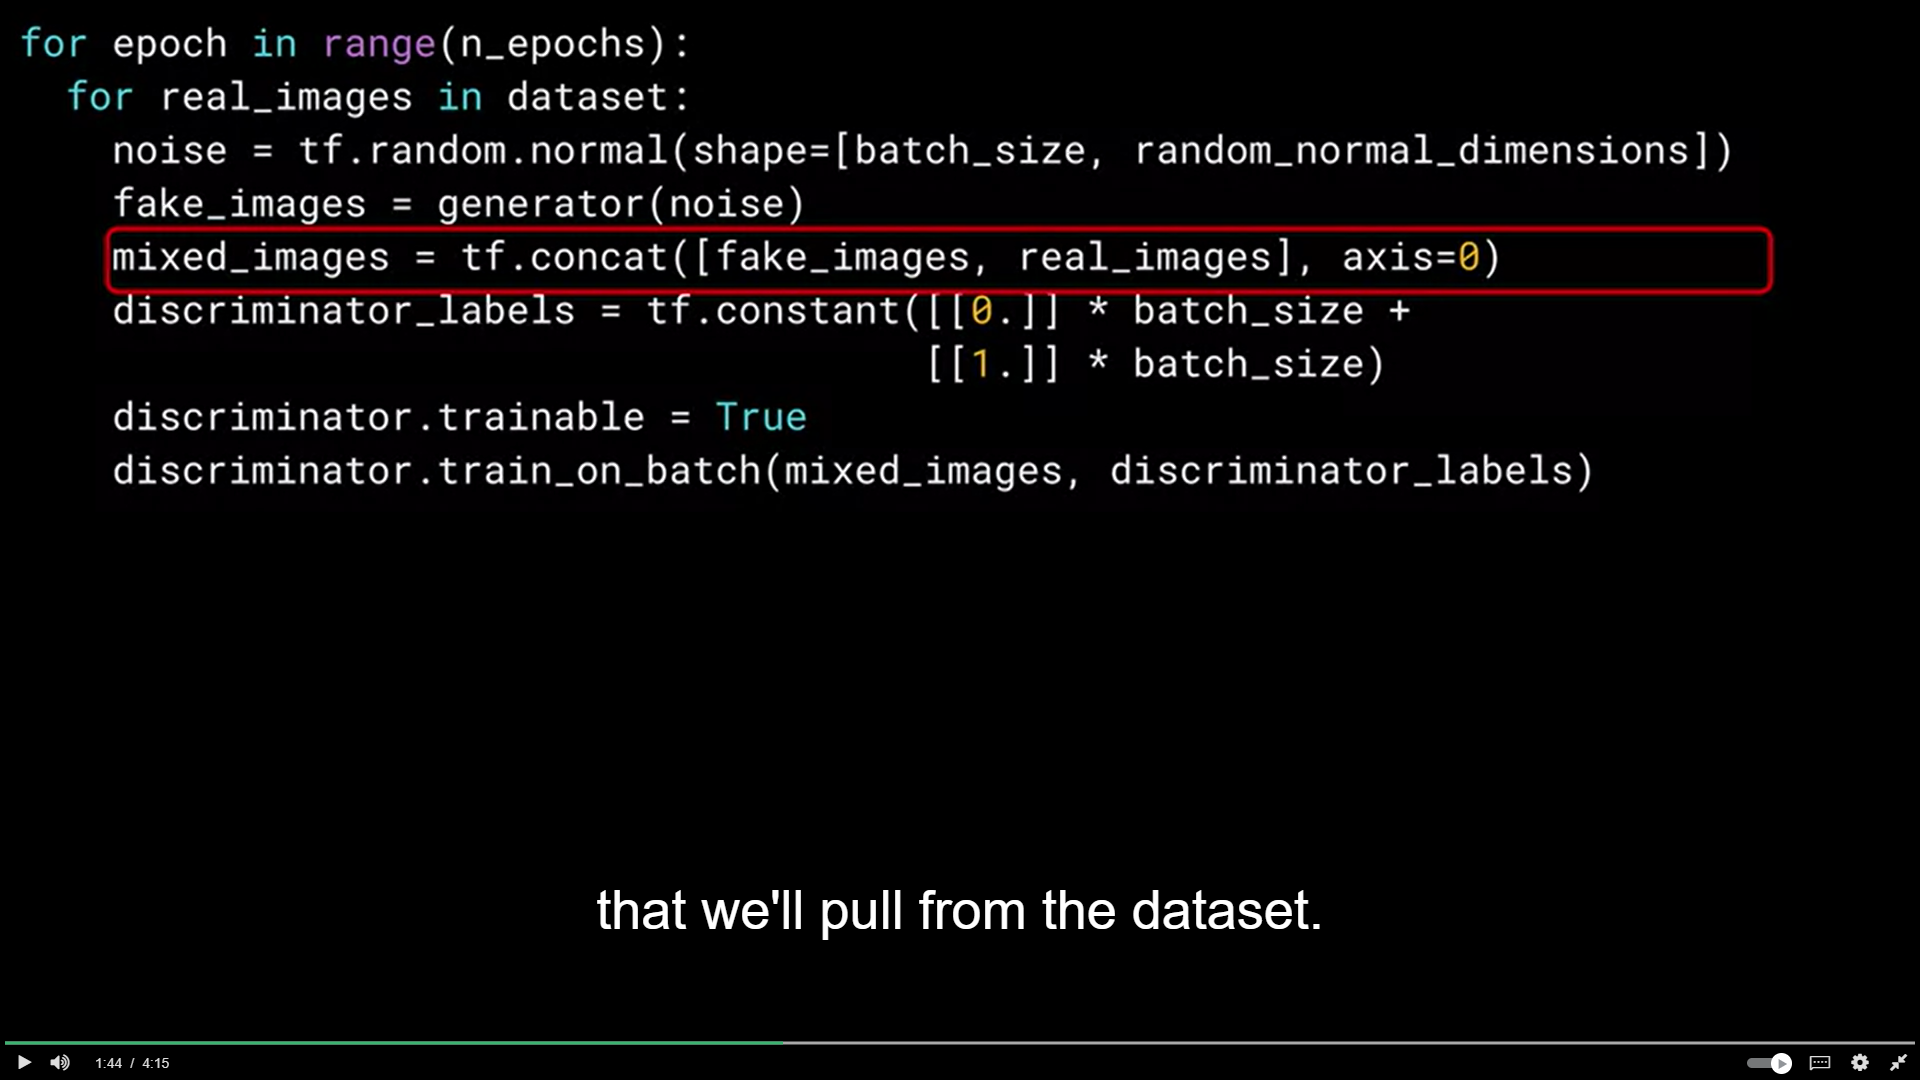 for epoch in range(n_epochs):
for real_images in dataset:
noise = tf.random.normal(shape=[batch_size, random_normal_dimensions])
fake_images = generator(noise)
mixed_images = tf.concat([fake_images, real_images], axis=0)
discriminator_labels = tf.constant([[0.]] * batch_size +
[[1.]] * batch_size)
discriminator.trainable = True
discriminator.train_on_batch(mixed_images, discriminator_labels)
that we'll pull from the dataset.
1:44 / 4:15